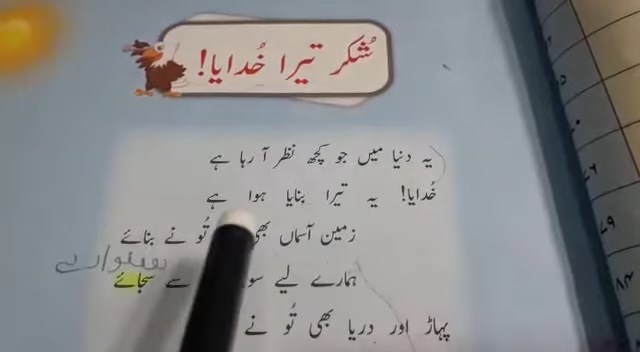 شُکر تیرا خُدایا!
یہ دنیا میں جو کچھ نظر آ رہا ہے
خُدایا! یہ تیرا بنایا ہوا ہے
زمین آسماں بھی تُو نے بنائے
ہمارے لیے سے سجائے
پہاڑ اور دریا بھی تُو نے